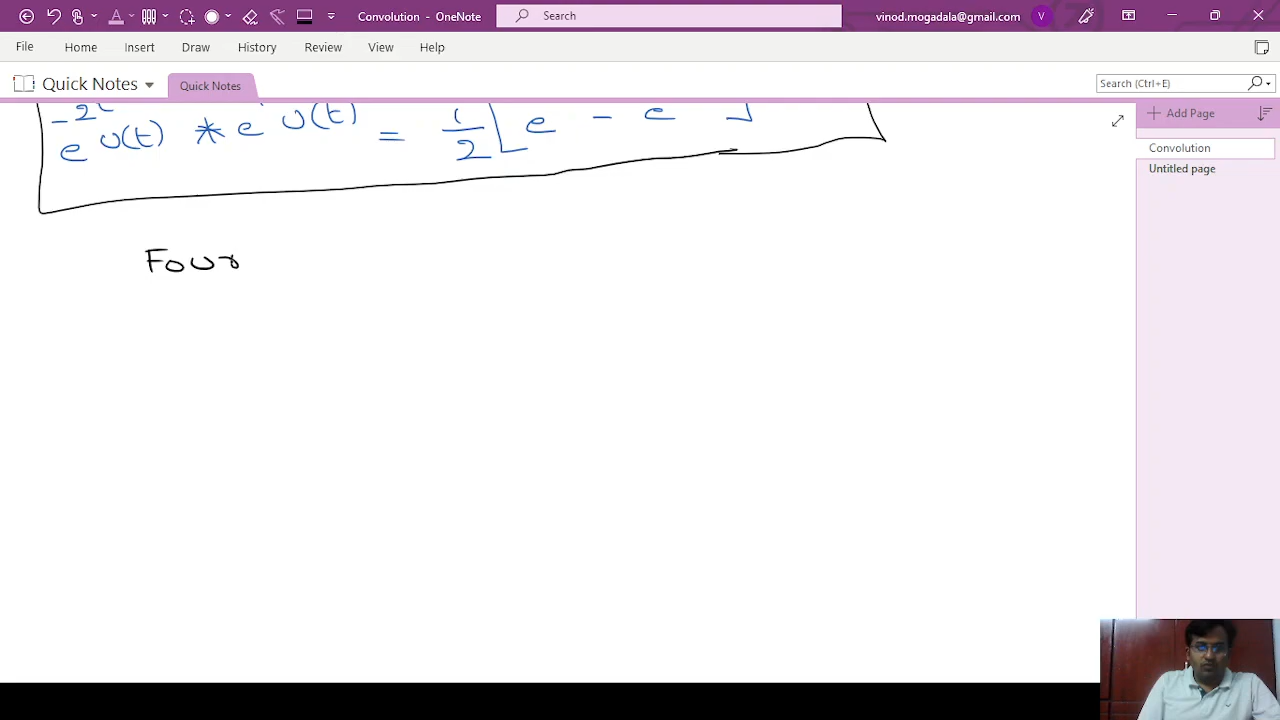 Convolution - OneNote
Search
vinod.mogadala@gmail.com
V
File Home Insert Draw History Review View Help
Quick Notes
Quick Notes
Search (Ctrl+E)
Add Page
Convolution
Untitled page
e^-2t u(t) * e u(t) = 1/2 [ e - e ]
Four